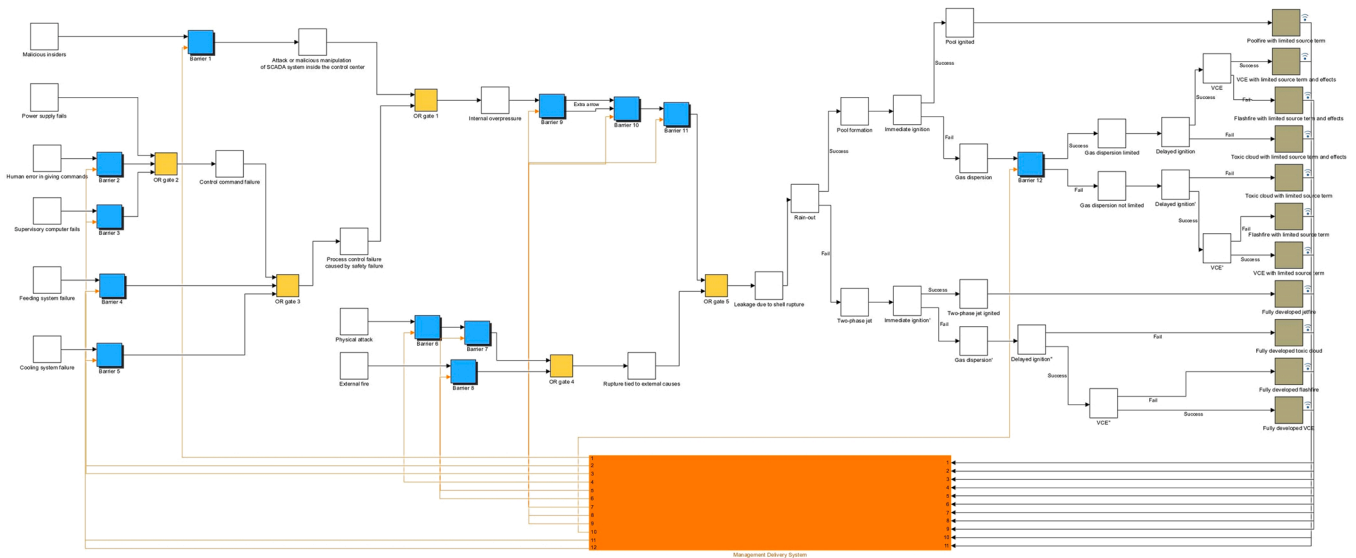 Malicious insiders
Barrier 1
Attack or malicious manipulation
of SCADA system inside the control center
Power supply fails
Human error in giving commands
Barrier 2
OR gate 2
Control command failure
Supervisory computer fails
Barrier 3
Feeding system failure
Barrier 4
OR gate 3
Process control failure
caused by safety failure
Cooling system failure
Barrier 5
OR gate 1
Internal overpressure
Barrier 9
Extra arrow
Barrier 10
Barrier 11
Physical attack
Barrier 6
Barrier 7
External fire
Barrier 8
OR gate 4
Rupture tied to external causes
OR gate 5
Leakage due to shell rupture
Rain-out
Success
Fail
Pool formation
Immediate ignition
Success
Fail
Pool ignited
Gas dispersion
Barrier 12
Success
Fail
Gas dispersion limited
Delayed ignition
Success
Fail
VCE
Success
Fail
Gas dispersion not limited
Delayed ignition'
Fail
Success
VCE'
Fail
Success
Two-phase jet
Immediate ignition'
Success
Fail
Two-phase jet ignited
Gas dispersion'
Delayed ignition"
Fail
Success
VCE"
Fail
Success
Poolfire with limited source term
VCE with limited source term and effects
Flashfire with limited source term and effects
Toxic cloud with limited source term and effects
Toxic cloud with limited source term
Flashfire with limited source term
VCE with limited source term
Fully developed jetfire
Fully developed toxic cloud
Fully developed flashfire
Fully developed VCE
1
2
3
4
5
6
7
8
9
10
11
12
1
2
3
4
5
6
7
8
9
10
11
Management Delivery System